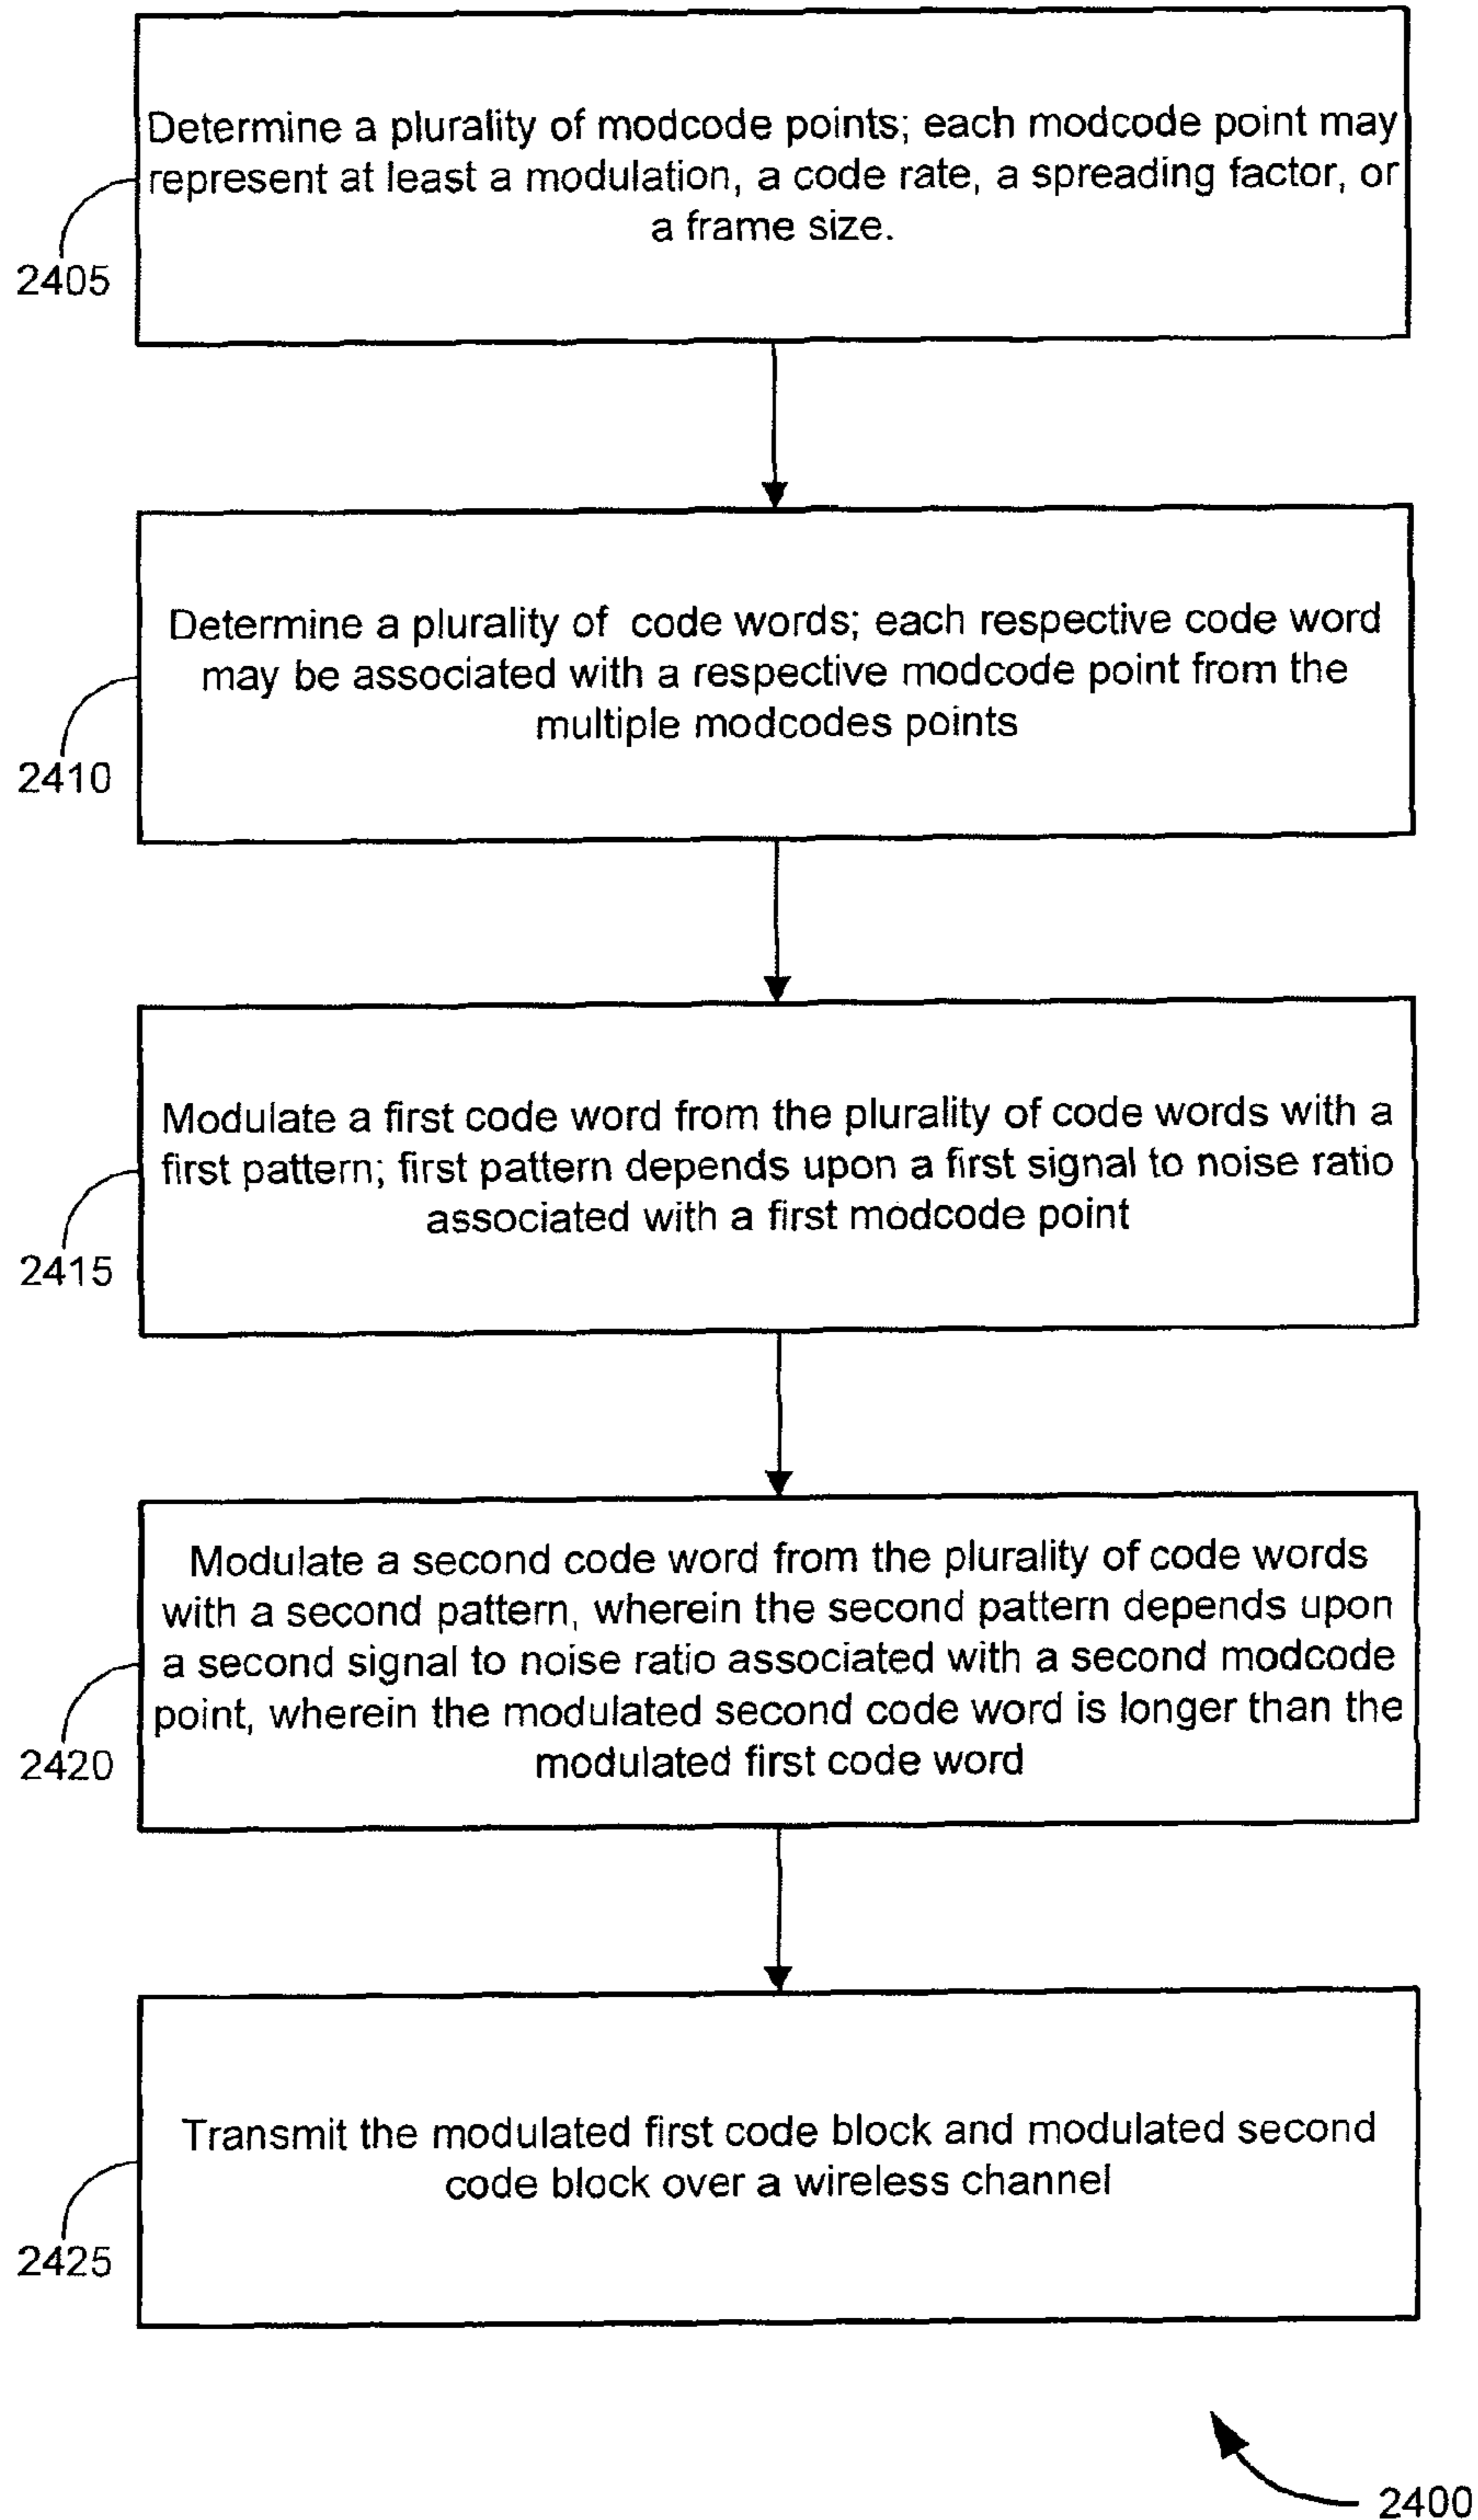 Determine a plurality of modcode points; each modcode point may
represent at least a modulation, a code rate, a spreading factor, or
a frame size.
2405
Determine a plurality of code words; each respective code word
may be associated with a respective modcode point from the
multiple modcodes points
2410
Modulate a first code word from the plurality of code words with a
first pattern; first pattern depends upon a first signal to noise ratio
associated with a first modcode point
2415
Modulate a second code word from the plurality of code words
with a second pattern, wherein the second pattern depends upon
a second signal to noise ratio associated with a second modcode
point, wherein the modulated second code word is longer than the
modulated first code word
2420
Transmit the modulated first code block and modulated second
code block over a wireless channel
2425
2400